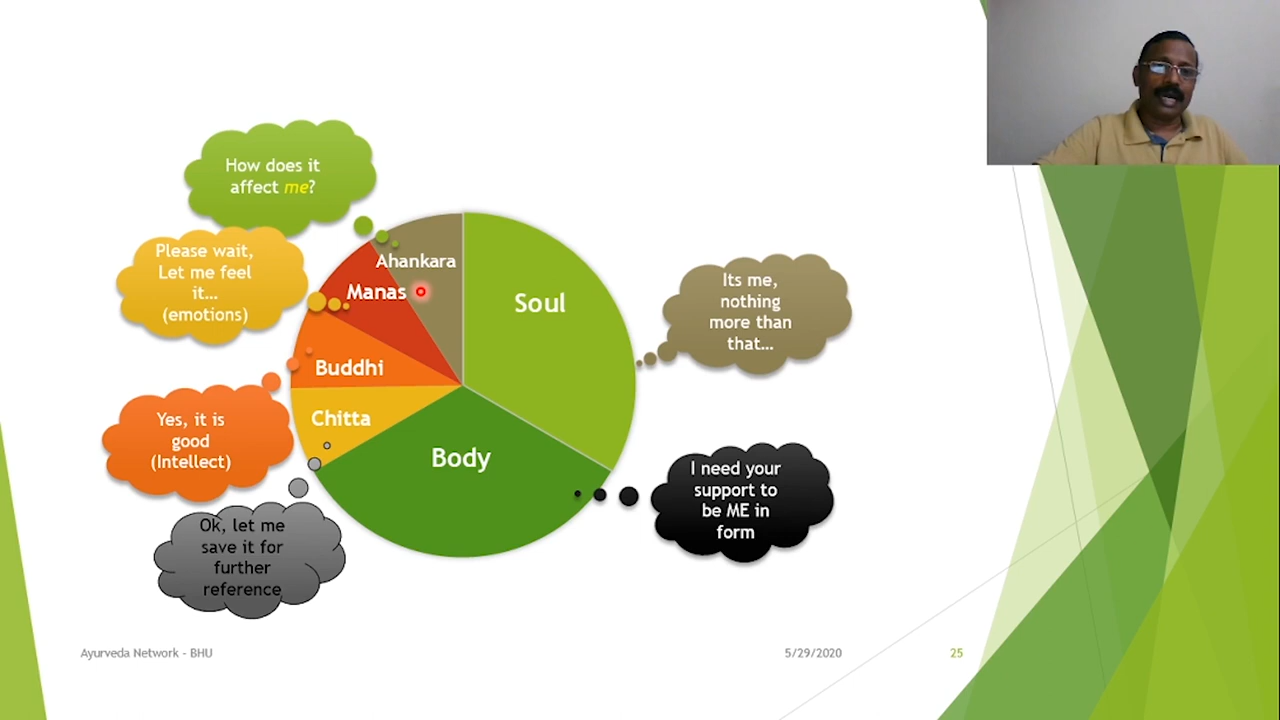 How does it
affect me?
Please wait,
Let me feel
it...
(emotions)
Yes, it is
good
(Intellect)
Ok, let me
save it for
further
reference
Ahankara
Manas
Buddhi
Chitta
Soul
Body
Its me,
nothing
more than
that...
I need your
support to
be ME in
form
Ayurveda Network - BHU
5/29/2020
25